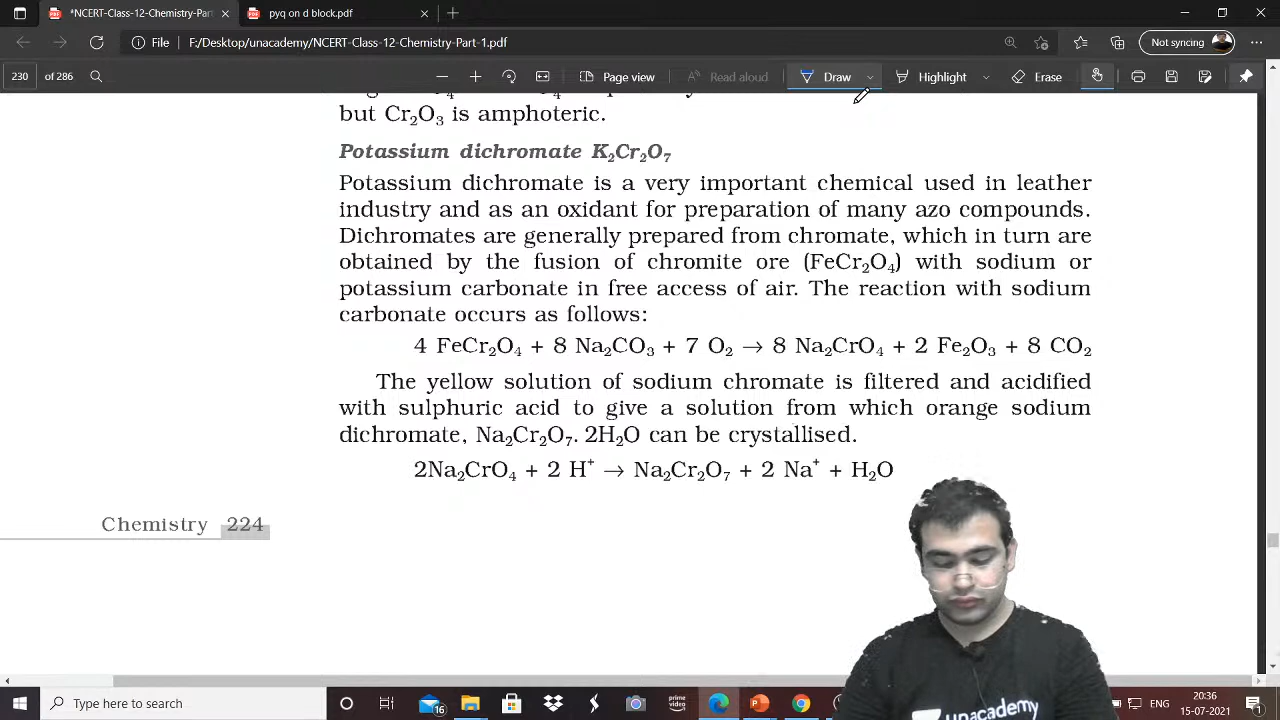 *NCERT-Class-12-Chemistry-Part-
pyq on d block.pdf
File F:/Desktop/unacademy/NCERT-Class-12-Chemistry-Part-1.pdf
Not syncing
230 of 286
Page view
Read aloud
Draw
Highlight
Erase
but Cr₂O₃ is amphoteric.
Potassium dichromate K₂Cr₂O₇
Potassium dichromate is a very important chemical used in leather
industry and as an oxidant for preparation of many azo compounds.
Dichromates are generally prepared from chromate, which in turn are
obtained by the fusion of chromite ore (FeCr₂O₄) with sodium or
potassium carbonate in free access of air. The reaction with sodium
carbonate occurs as follows:
4 FeCr₂O₄ + 8 Na₂CO₃ + 7 O₂ → 8 Na₂CrO₄ + 2 Fe₂O₃ + 8 CO₂
The yellow solution of sodium chromate is filtered and acidified
with sulphuric acid to give a solution from which orange sodium
dichromate, Na₂Cr₂O₇. 2H₂O can be crystallised.
2Na₂CrO₄ + 2 H⁺ → Na₂Cr₂O₇ + 2 Na⁺ + H₂O
Chemistry 224
unacademy
Type here to search
16
prime
video
ENG
20:36
15-07-2021